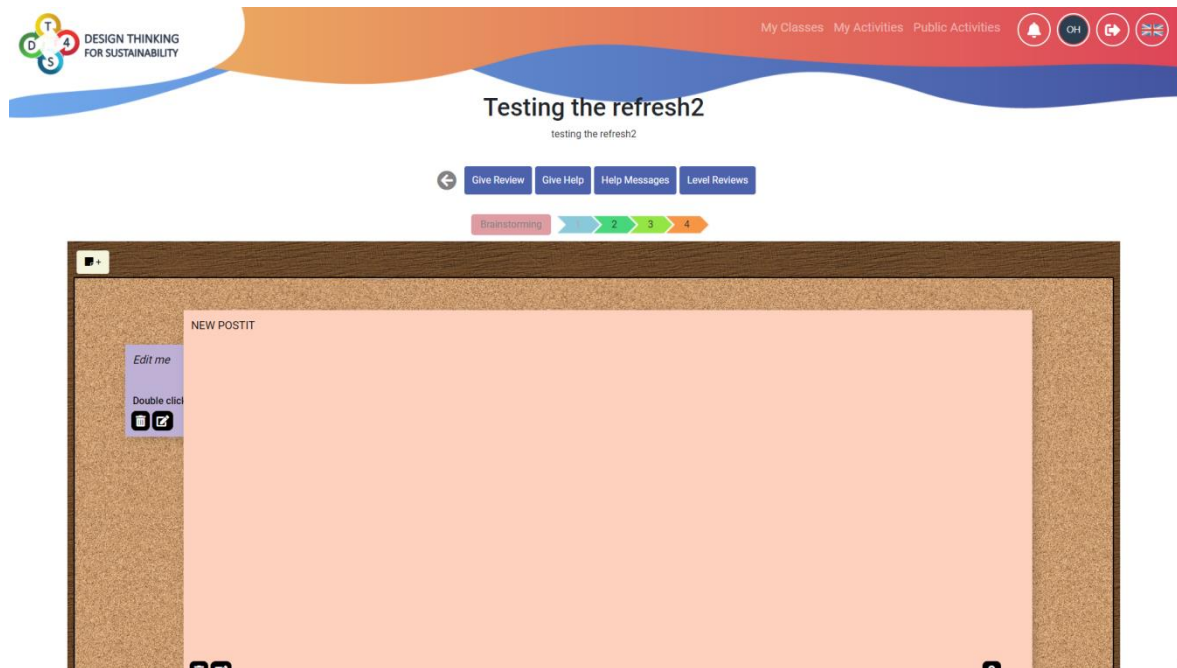 T
D 4
S
DESIGN THINKING
FOR SUSTAINABILITY
My Classes My Activities Public Activities
OH
Testing the refresh2
testing the refresh2
Give Review Give Help Help Messages Level Reviews
Brainstorming 1 2 3 4
+
NEW POSTIT
Edit me
Double click